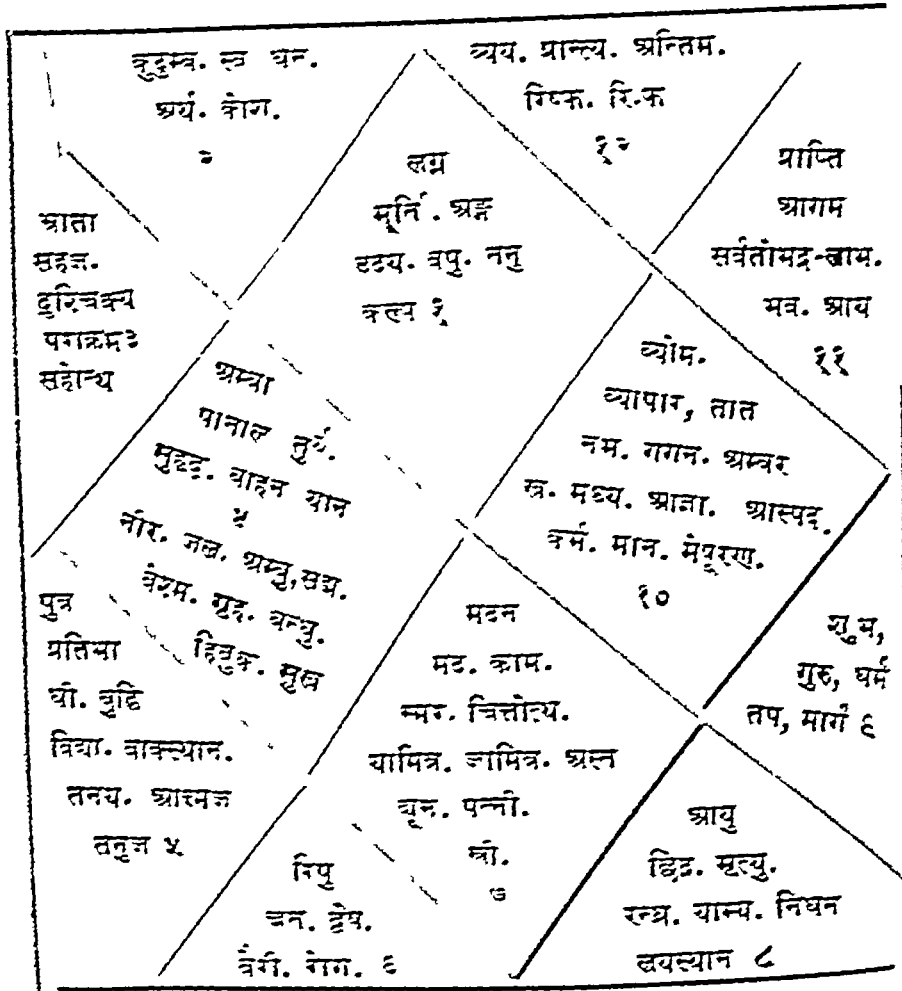 कुटुम्ब. स्व धन.
अर्थ. कोश.
२
व्यय. प्रान्त्य. अन्तिम.
रिष्फ. रि.फ
१२
लग्न
मूर्ति. अङ्ग
उदय. वपु. तनु
कल्प १
प्राप्ति
आगम
सर्वतोभद्र-लाभ.
भव. आय
११
भ्राता
सहज.
दुश्चिक्य
पराक्रम ३
सहोत्थ
अम्बा
पाताल तुर्य.
सुहृद्. वाहन यान
४
नीर. जल. अम्बु, सद्म.
वेश्म. गृह. बन्धु.
हिबुक. सुख
व्योम.
व्यापार, तात
नभ. गगन. अम्बर
ख. मध्य. आज्ञा. आस्पद.
कर्म. मान. मेषूरण.
१०
पुत्र
प्रतिभा
धी. बुद्धि
विद्या. वाक्स्थान.
तनय. आत्मज
तनुज ५
मदन
मद. काम.
स्मर. चित्तोत्थ.
यामित्र. जामित्र. अस्त
द्यून. पत्नी.
स्त्री.
७
शुभ,
गुरु, धर्म
तप, मार्ग ९
रिपु
द्वेष.
वैरी. रोग. ६
आयु
छिद्र. मृत्यु.
रन्ध्र. याम्य. निधन
लयस्थान ८